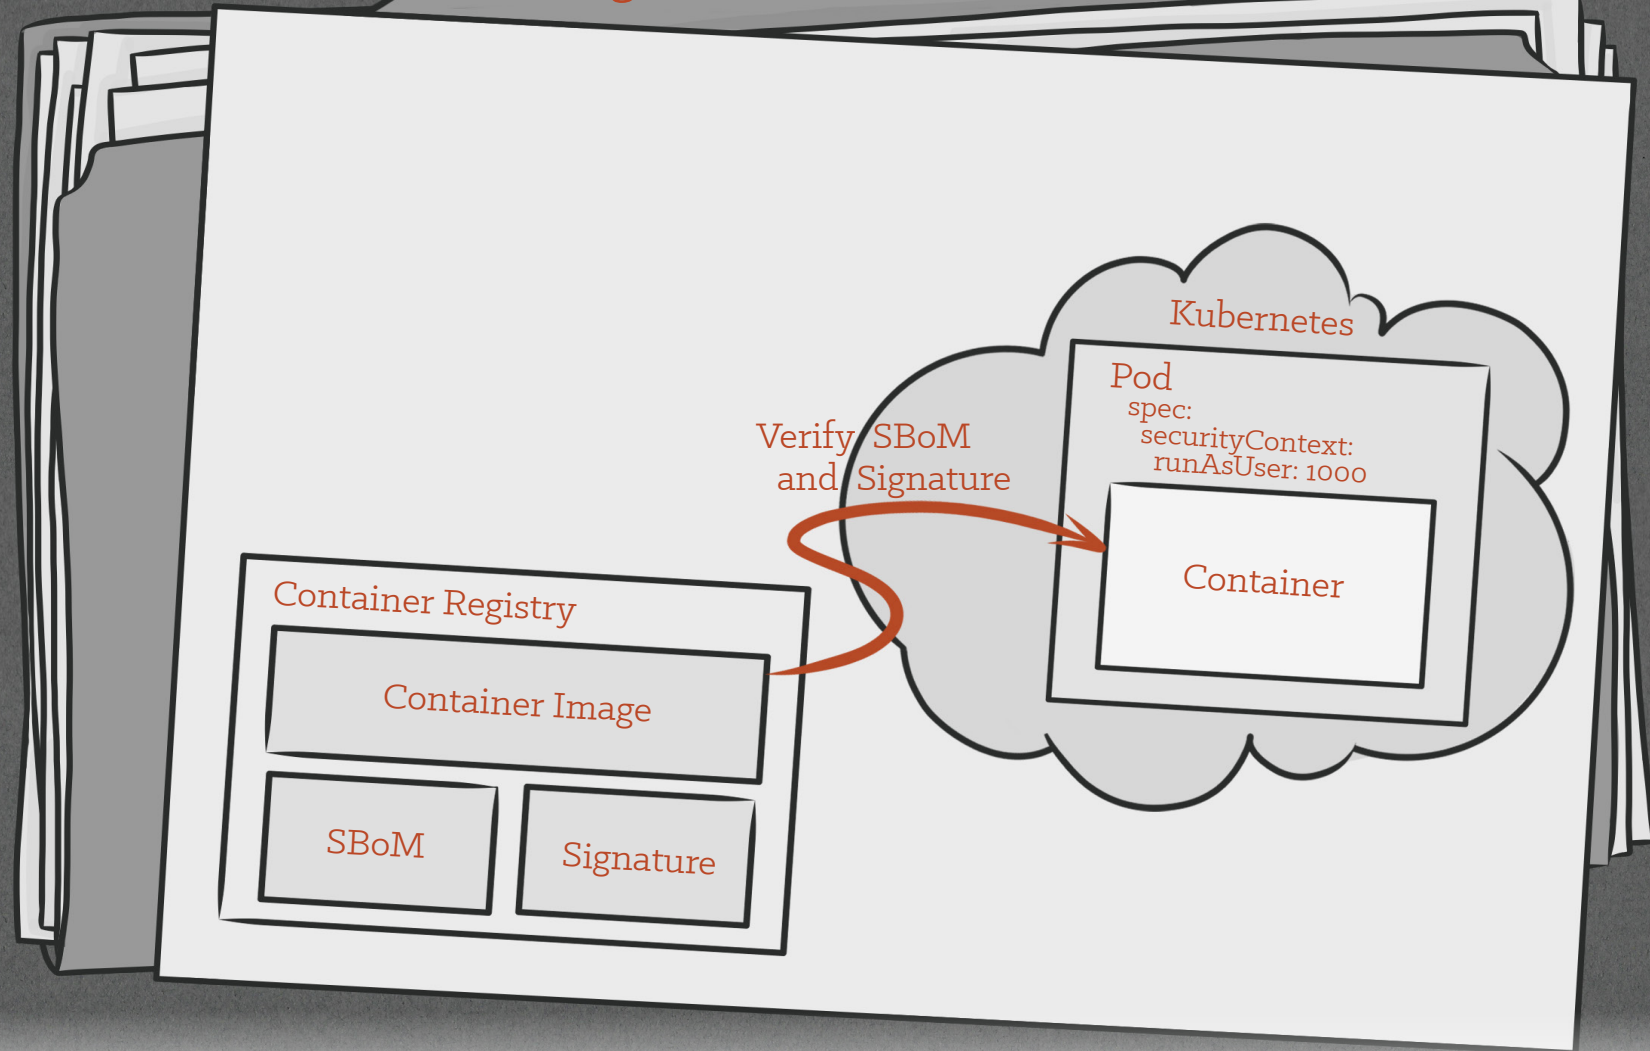 Kubernetes
Pod
spec:
securityContext:
runAsUser: 1000
Container
Verify SBoM
and Signature
Container Registry
Container Image
SBoM
Signature